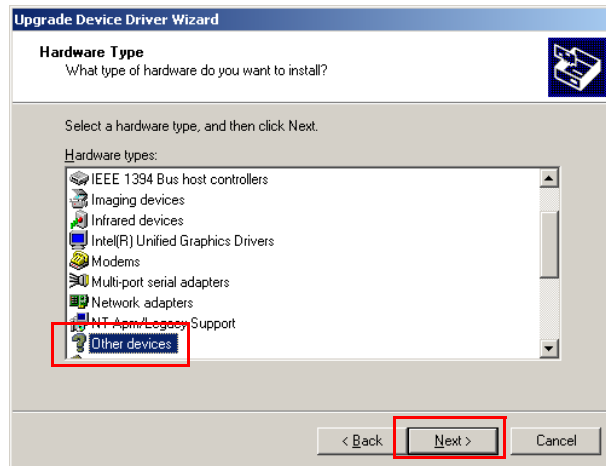 Upgrade Device Driver Wizard
Hardware Type
What type of hardware do you want to install?
Select a hardware type, and then click Next.
Hardware types:
IEEE 1394 Bus host controllers
Imaging devices
Infrared devices
Intel(R) Unified Graphics Drivers
Modems
Multi-port serial adapters
Network adapters
NT Apm/Legacy Support
Other devices
< Back Next > Cancel